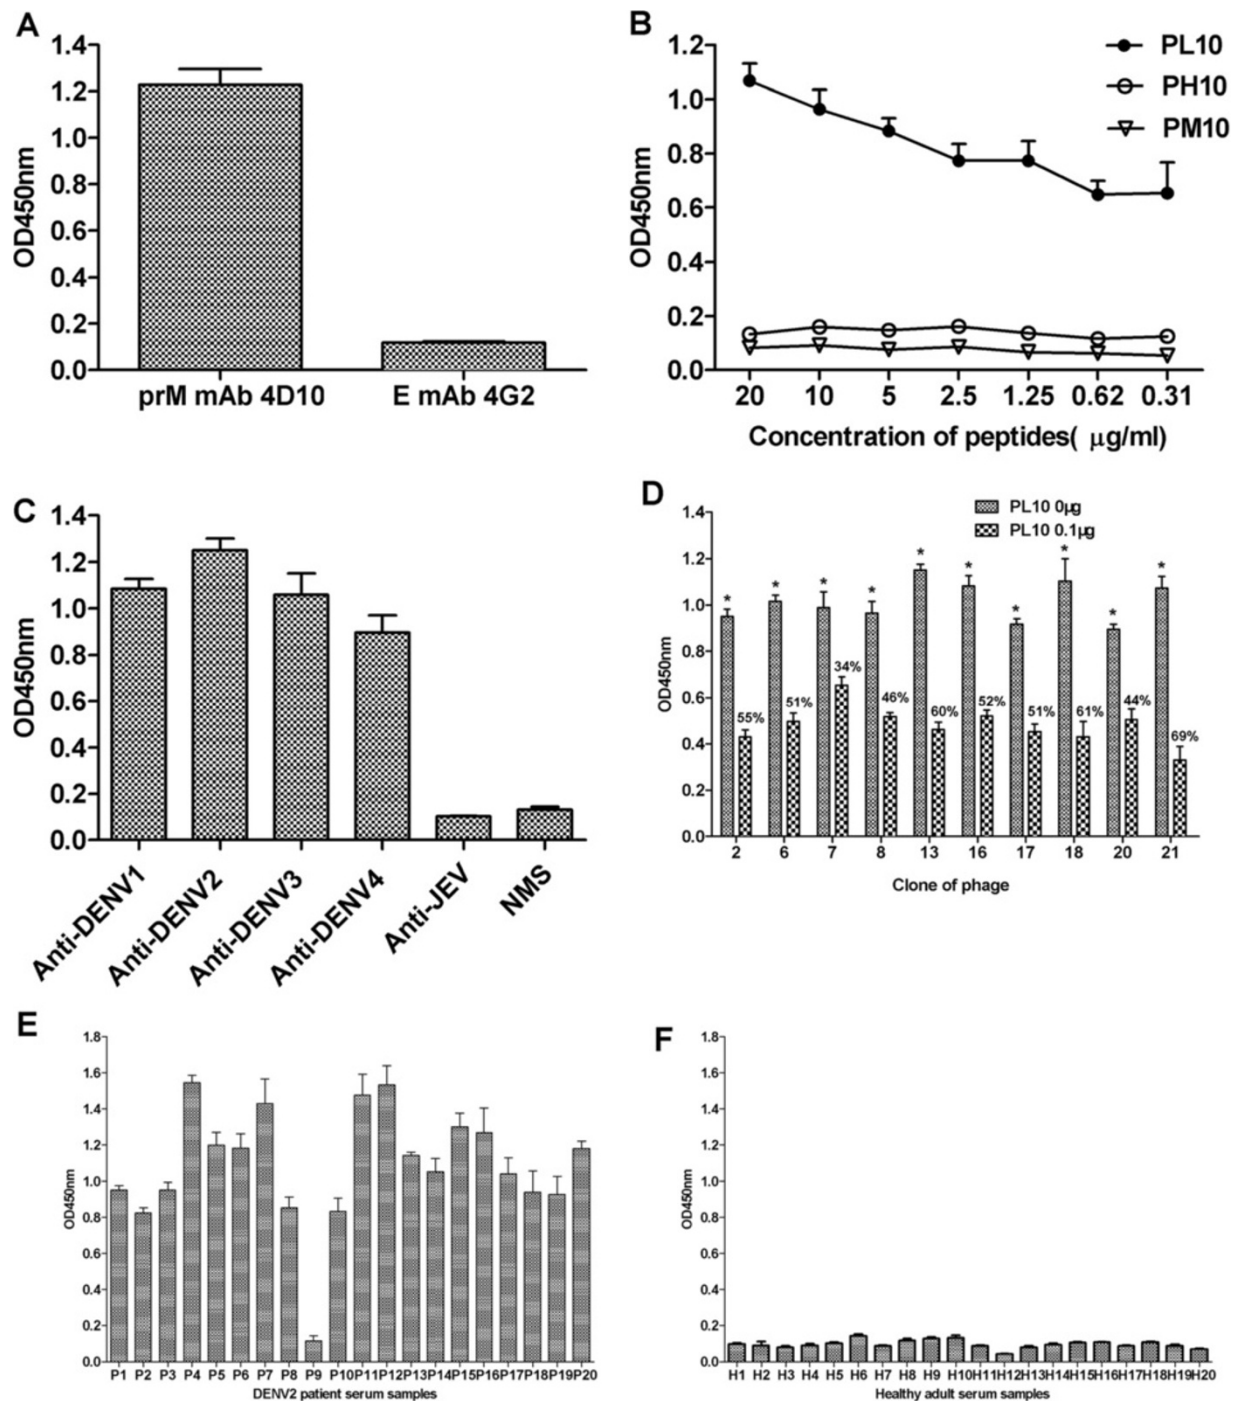 A
1.4
1.2
1.0
0.8
0.6
0.4
0.2
0.0
OD450nm
prM mAb 4D10 E mAb 4G2
B
1.2
1.0
0.8
0.6
0.4
0.2
0.0
OD450nm
PL10
PH10
PM10
20 10 5 2.5 1.25 0.62 0.31
Concentration of peptides( μg/ml)
C
1.4
1.2
1.0
0.8
0.6
0.4
0.2
0.0
OD450nm
Anti-DENV1
Anti-DENV2
Anti-DENV3
Anti-DENV4
Anti-JEV
NMS
D
PL10 0μg
PL10 0.1μg
1.4
1.2
1.0
0.8
0.6
0.4
0.2
0.0
OD450nm
* * * * * * * * * *
55% 51% 34% 46% 60% 52% 51% 61% 44% 69%
2 6 7 8 13 16 17 18 20 21
Clone of phage
E
1.8
1.6
1.4
1.2
1.0
0.8
0.6
0.4
0.2
0.0
OD450nm
P1 P2 P3 P4 P5 P6 P7 P8 P9 P10 P11 P12 P13 P14 P15 P16 P17 P18 P19 P20
DENV2 patient serum samples
F
1.8
1.6
1.4
1.2
1.0
0.8
0.6
0.4
0.2
0.0
OD450nm
H1 H2 H3 H4 H5 H6 H7 H8 H9 H10 H11 H12 H13 H14 H15 H16 H17 H18 H19 H20
Healthy adult serum samples